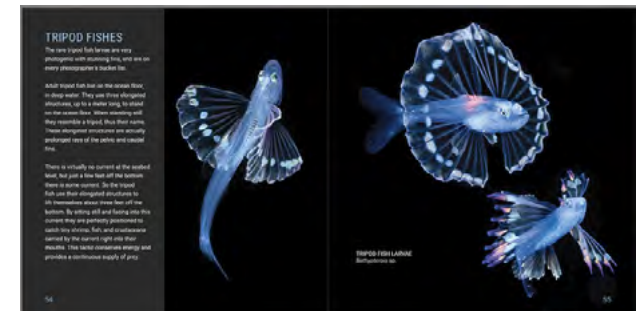 TRIPOD FISHES
The rare tripod fish larvae are very
photogenic with stunning fins, and are on
every photographer's bucket list.
Adult tripod fish live on the ocean floor,
in deep water. They use three elongated
structures, up to a meter long, to stand
on the ocean floor. When standing still
they resemble a tripod, thus their name.
These elongated structures are actually
prolonged rays of the pelvic and caudal
fins.
There is virtually no current at the seabed
level, but just a few feet off the bottom
there is some current. So the tripod
fish use their elongated structures to
lift themselves about three feet off the
bottom. By sitting still and facing into this
current they are perfectly positioned to
catch tiny shrimp, fish, and crustaceans
carried by the current right into their
mouths. This tactic conserves energy and
provides a continuous supply of prey.
TRIPOD FISH LARVAE
Bathypterois sp.
54
55